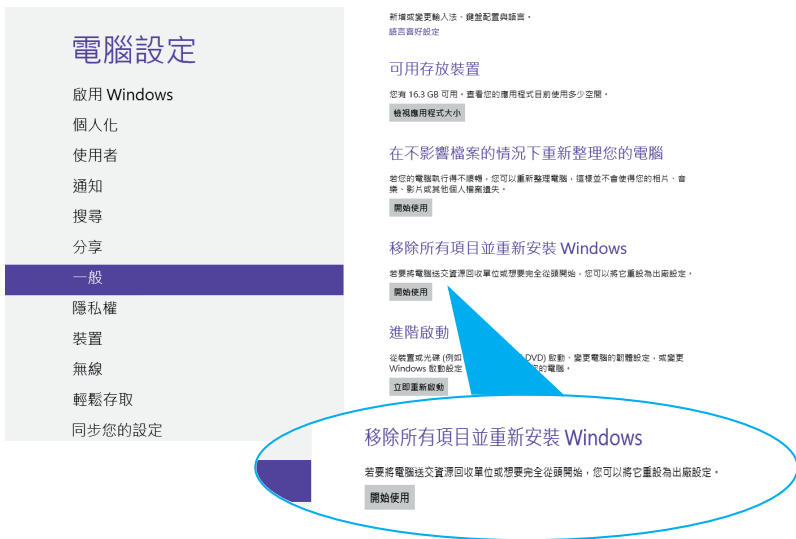 電腦設定
啟用 Windows
個人化
使用者
通知
搜尋
分享
一般
隱私權
裝置
無線
輕鬆存取
同步您的設定
新增或變更輸入法、鍵盤配置與語言。
語言喜好設定
可用存放裝置
您有 16.3 GB 可用。查看您的應用程式目前使用多少空間。
檢視應用程式大小
在不影響檔案的情況下重新整理您的電腦
若您的電腦執行得不順暢，您可以重新整理電腦，這樣並不會使得您的相片、音
樂、影片或其他個人檔案遺失。
開始使用
移除所有項目並重新安裝 Windows
若要將電腦送交資源回收單位或想要完全從頭開始，您可以將它重設為出廠設定。
開始使用
進階啟動
從裝置或光碟 (例如 DVD) 啟動、變更電腦的韌體設定，或變更
Windows 啟動設定 您的電腦。
立即重新啟動
移除所有項目並重新安裝 Windows
若要將電腦送交資源回收單位或想要完全從頭開始，您可以將它重設為出廠設定。
開始使用